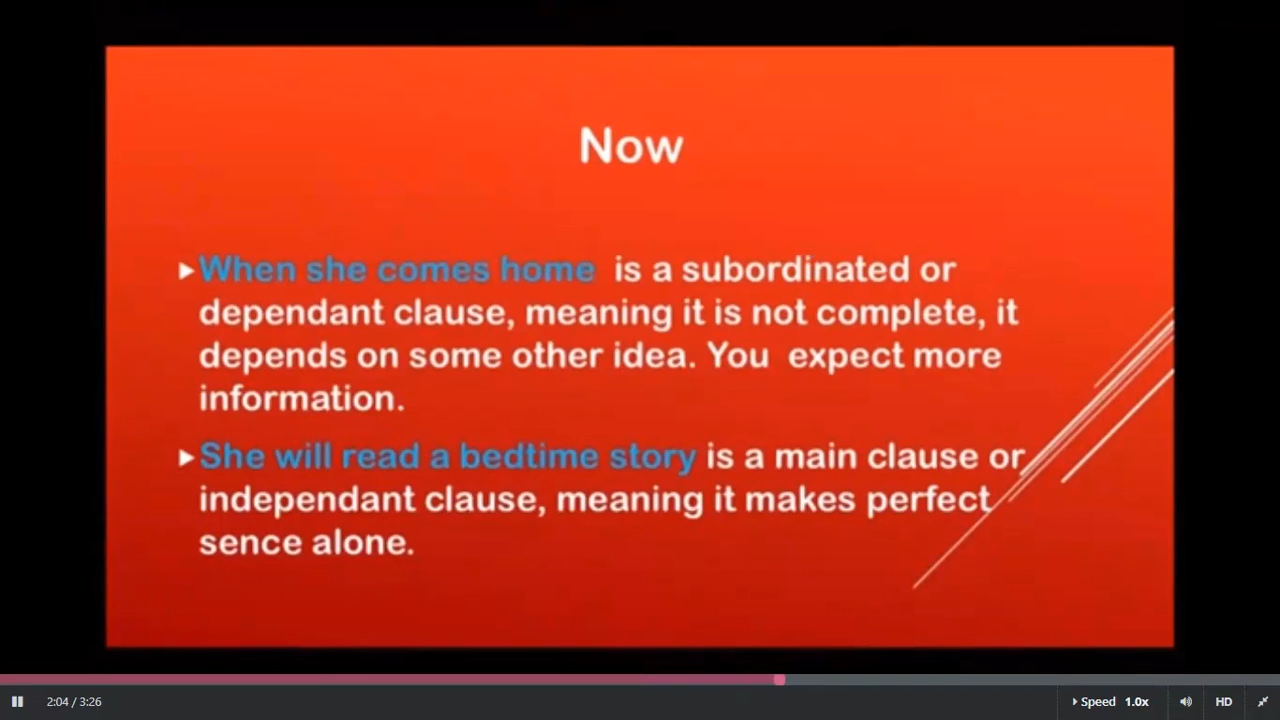 Now
When she comes home is a subordinated or
dependant clause, meaning it is not complete, it
depends on some other idea. You expect more
information.
She will read a bedtime story is a main clause or
independant clause, meaning it makes perfect
sence alone.
2:04 / 3:26
Speed 1.0x
HD